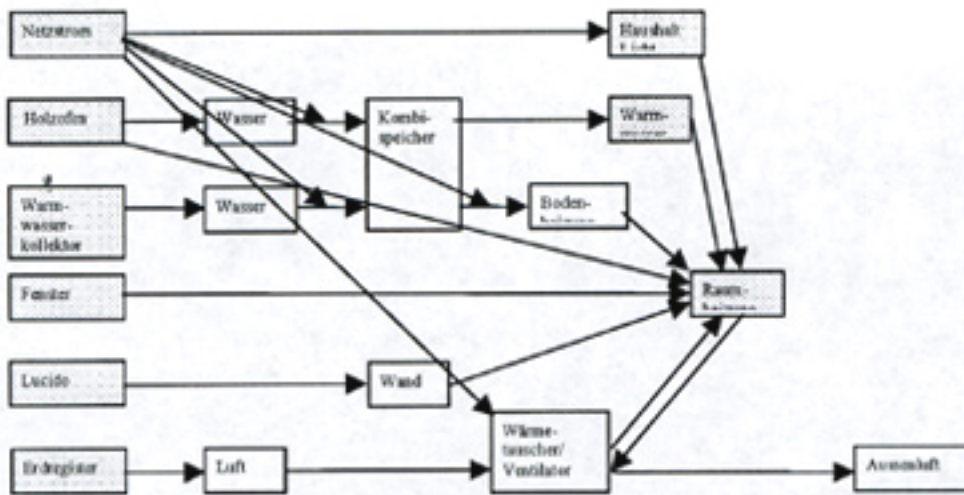 Netzstrom
Haushalt
Holzofen
Wasser
Kombi-
speicher
Warm-
Warm-
wasser-
kollektor
Wasser
Boden-
Fenster
Raum-
Lucido
Wand
Wärme-
tauscher/
Ventilator
Erdregister
Luft
Aussenluft